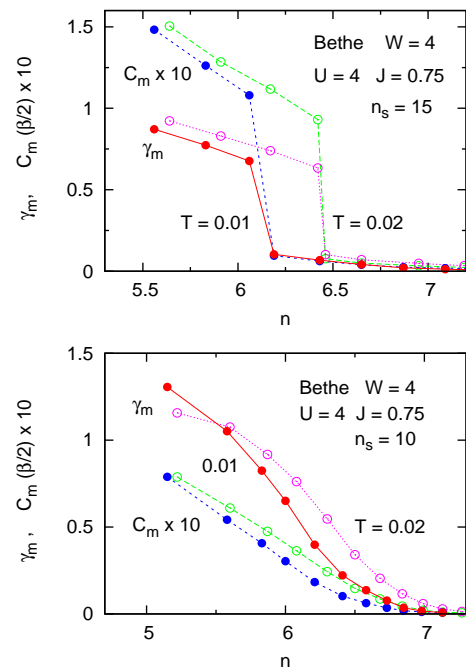 γm, Cm (β/2) x 10
1.5
1
0.5
0
5.5
6
6.5
7
n
Bethe W = 4
U = 4 J = 0.75
ns = 15
Cm x 10
γm
T = 0.01
T = 0.02
γm, Cm (β/2) x 10
1.5
1
0.5
0
5
6
7
n
Bethe W = 4
U = 4 J = 0.75
ns = 10
γm
0.01
Cm x 10
T = 0.02